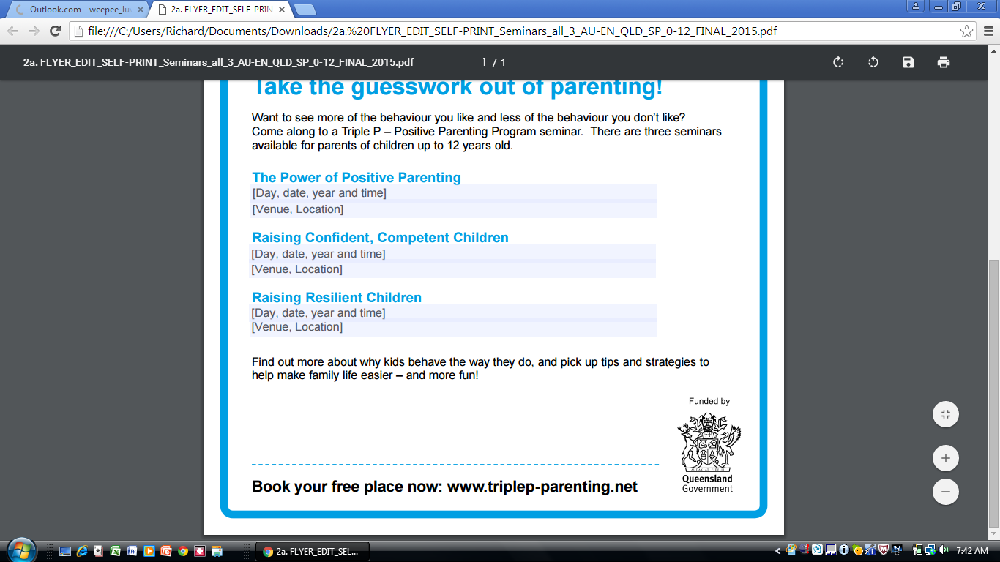 Outlook.com - weepee_lu
2a. FLYER_EDIT_SELF-PRIN
file:///C:/Users/Richard/Documents/Downloads/2a.%20FLYER_EDIT_SELF-PRINT_Seminars_all_3_AU-EN_QLD_SP_0-12_FINAL_2015.pdf
2a. FLYER_EDIT_SELF-PRINT_Seminars_all_3_AU-EN_QLD_SP_0-12_FINAL_2015.pdf 1 / 1
Take the guesswork out of parenting!
Want to see more of the behaviour you like and less of the behaviour you don't like?
Come along to a Triple P – Positive Parenting Program seminar. There are three seminars
available for parents of children up to 12 years old.
The Power of Positive Parenting
[Day, date, year and time]
[Venue, Location]
Raising Confident, Competent Children
[Day, date, year and time]
[Venue, Location]
Raising Resilient Children
[Day, date, year and time]
[Venue, Location]
Find out more about why kids behave the way they do, and pick up tips and strategies to
help make family life easier – and more fun!
Funded by
Queensland
Government
Book your free place now: www.triplep-parenting.net
2a. FLYER_EDIT_SEL...
7:42 AM